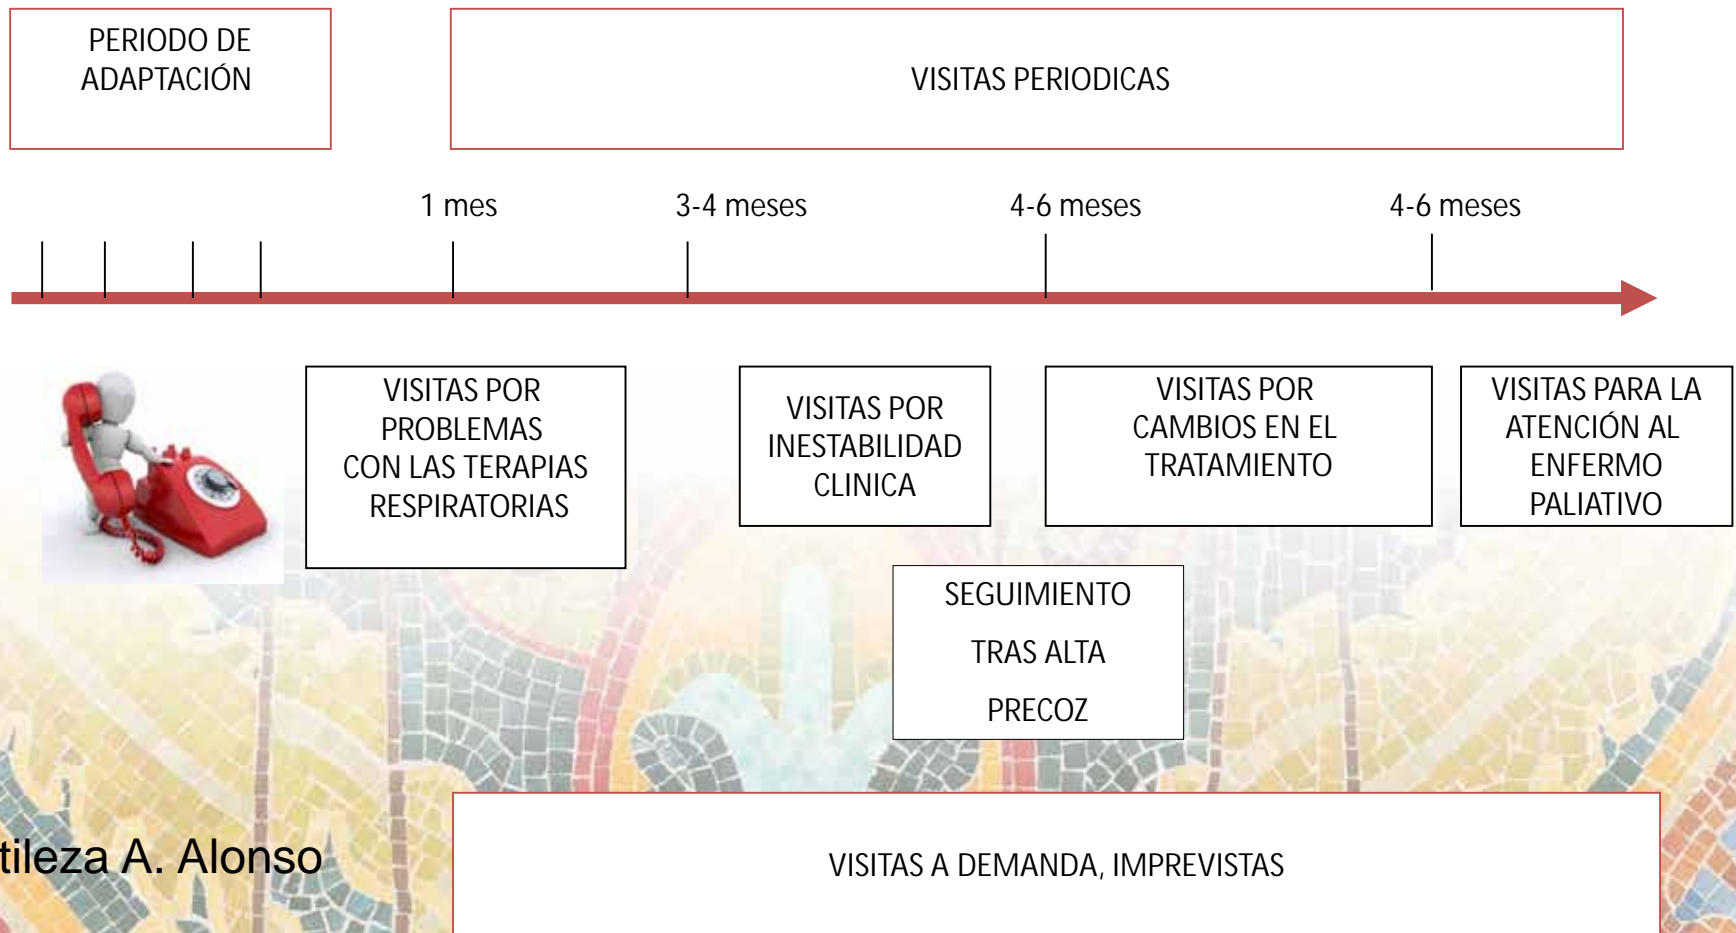 PERIODO DE
ADAPTACIÓN
VISITAS PERIODICAS
1 mes
3-4 meses
4-6 meses
4-6 meses
VISITAS POR
PROBLEMAS
CON LAS TERAPIAS
RESPIRATORIAS
VISITAS POR
INESTABILIDAD
CLINICA
VISITAS POR
CAMBIOS EN EL
TRATAMIENTO
VISITAS PARA LA
ATENCIÓN AL
ENFERMO
PALIATIVO
SEGUIMIENTO
TRAS ALTA
PRECOZ
tileza A. Alonso
VISITAS A DEMANDA, IMPREVISTAS